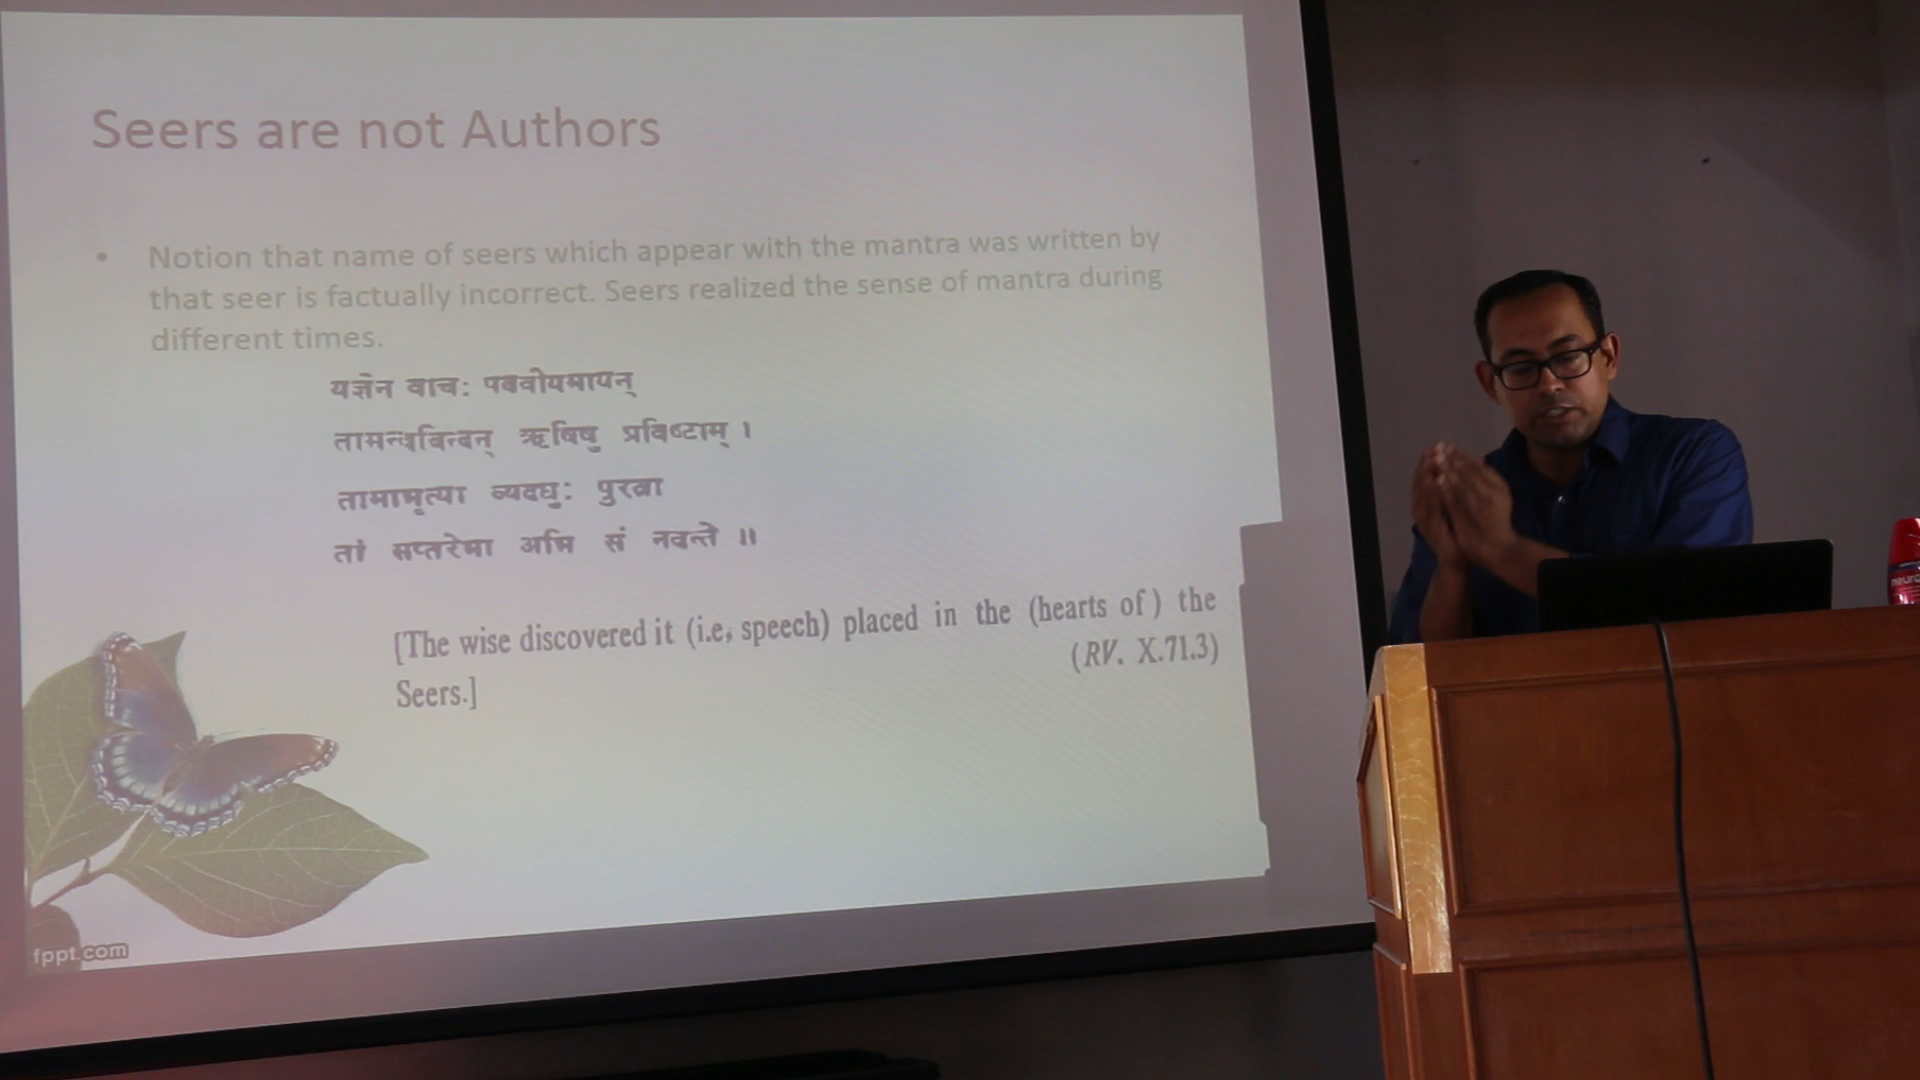 Seers are not Authors
• Notion that name of seers which appear with the mantra was written by
that seer is factually incorrect. Seers realized the sense of mantra during
different times.
यज्ञेन वाचः पववोयमायन्
तामन्वविन्दन् ऋषिषु प्रविष्टाम् ।
तामाभृत्या व्यदधुः पुरत्रा
तां सप्तरेभा अभि सं नवन्ते ॥
[The wise discovered it (i.e, speech) placed in the (hearts of) the
Seers.]
(RV. X.71.3)
fppt.com
neuro